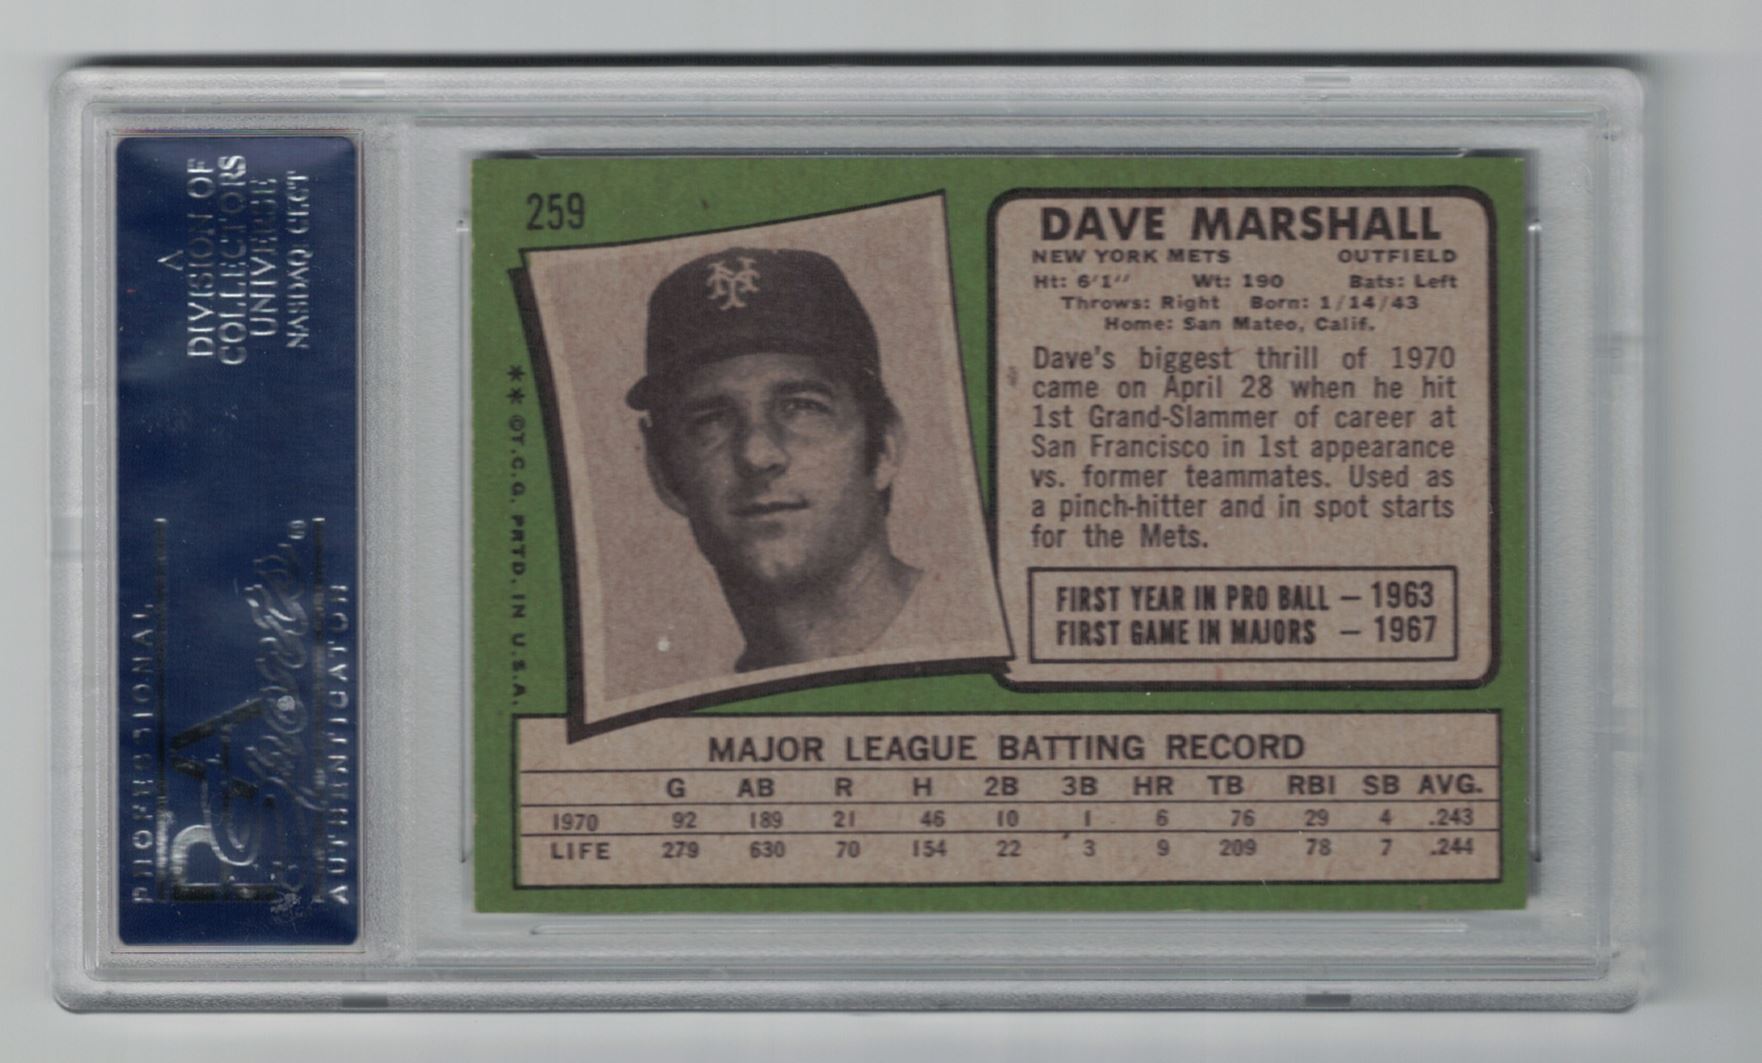 A
DIVISION OF
COLLECTORS
UNIVERSE
NASDAQ CLCT
PROFESSIONAL
PSA
AUTHENTICATOR
259
NY
** ©T.C.G. PRTD. IN U.S.A.
DAVE MARSHALL
NEW YORK METS OUTFIELD
Ht: 6'1" Wt: 190 Bats: Left
Throws: Right Born: 1/14/43
Home: San Mateo, Calif.
Dave's biggest thrill of 1970
came on April 28 when he hit
1st Grand-Slammer of career at
San Francisco in 1st appearance
vs. former teammates. Used as
a pinch-hitter and in spot starts
for the Mets.
FIRST YEAR IN PRO BALL — 1963
FIRST GAME IN MAJORS — 1967
MAJOR LEAGUE BATTING RECORD
G AB R H 2B 3B HR TB RBI SB AVG.
1970 92 189 21 46 10 1 6 76 29 4 .243
LIFE 279 630 70 154 22 3 9 209 78 7 .244